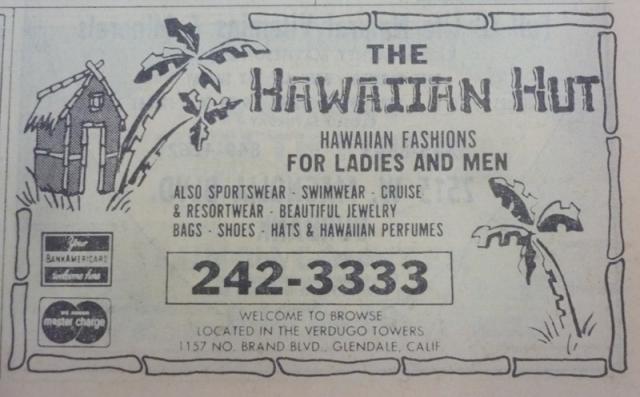 THE
HAWAIIAN HUT
HAWAIIAN FASHIONS
FOR LADIES AND MEN
ALSO SPORTSWEAR - SWIMWEAR - CRUISE
& RESORTWEAR - BEAUTIFUL JEWELRY
BAGS - SHOES - HATS & HAWAIIAN PERFUMES
Your
BANKAMERICARD
welcome here
242-3333
master charge
WELCOME TO BROWSE
LOCATED IN THE VERDUGO TOWERS
1157 NO. BRAND BLVD., GLENDALE, CALIF